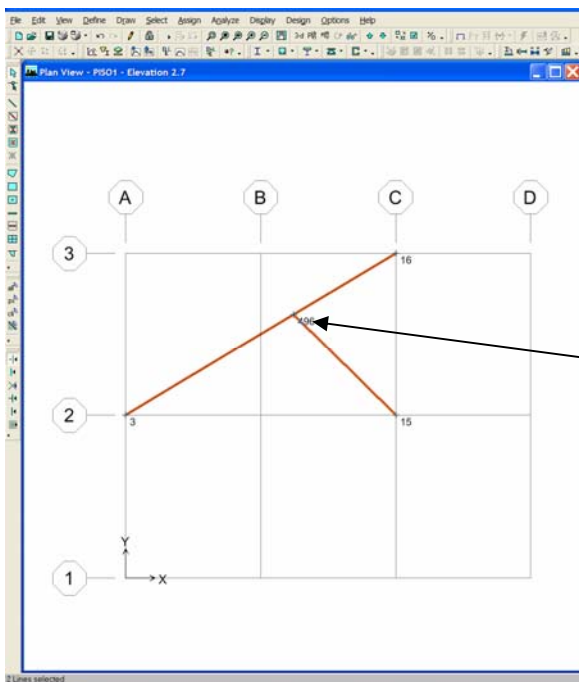 File Edit View Define Draw Select Assign Analyze Display Design Options Help
Plan View - PISO1 - Elevation 2.7
A B C D
3
16
496
2
3
15
Y
1
X
2 Lines selected